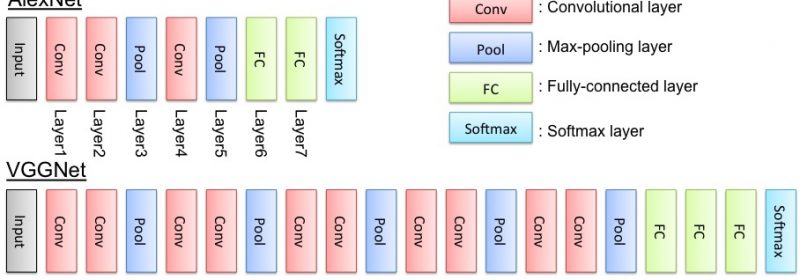 AlexNet
Input Conv Conv Pool Conv Pool FC FC Softmax
Layer1 Layer2 Layer3 Layer4 Layer5 Layer6 Layer7
Conv : Convolutional layer
Pool : Max-pooling layer
FC : Fully-connected layer
Softmax : Softmax layer
VGGNet
Input Conv Conv Pool Conv Conv Pool Conv Conv Pool Conv Conv Pool Conv Conv Pool FC FC FC Softmax